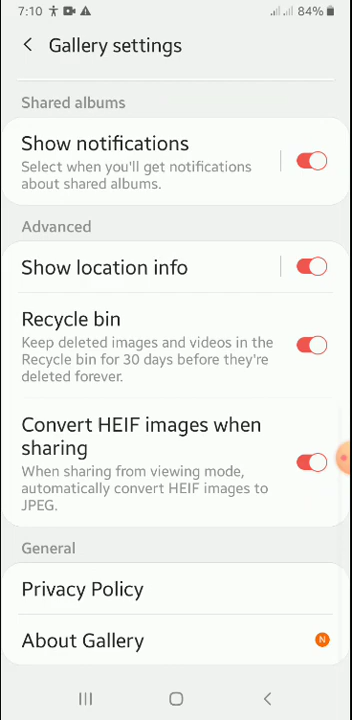 7:10 84%
Gallery settings
Shared albums
Show notifications
Select when you'll get notifications
about shared albums.
Advanced
Show location info
Recycle bin
Keep deleted images and videos in the
Recycle bin for 30 days before they're
deleted forever.
Convert HEIF images when
sharing
When sharing from viewing mode,
automatically convert HEIF images to
JPEG.
General
Privacy Policy
About Gallery N